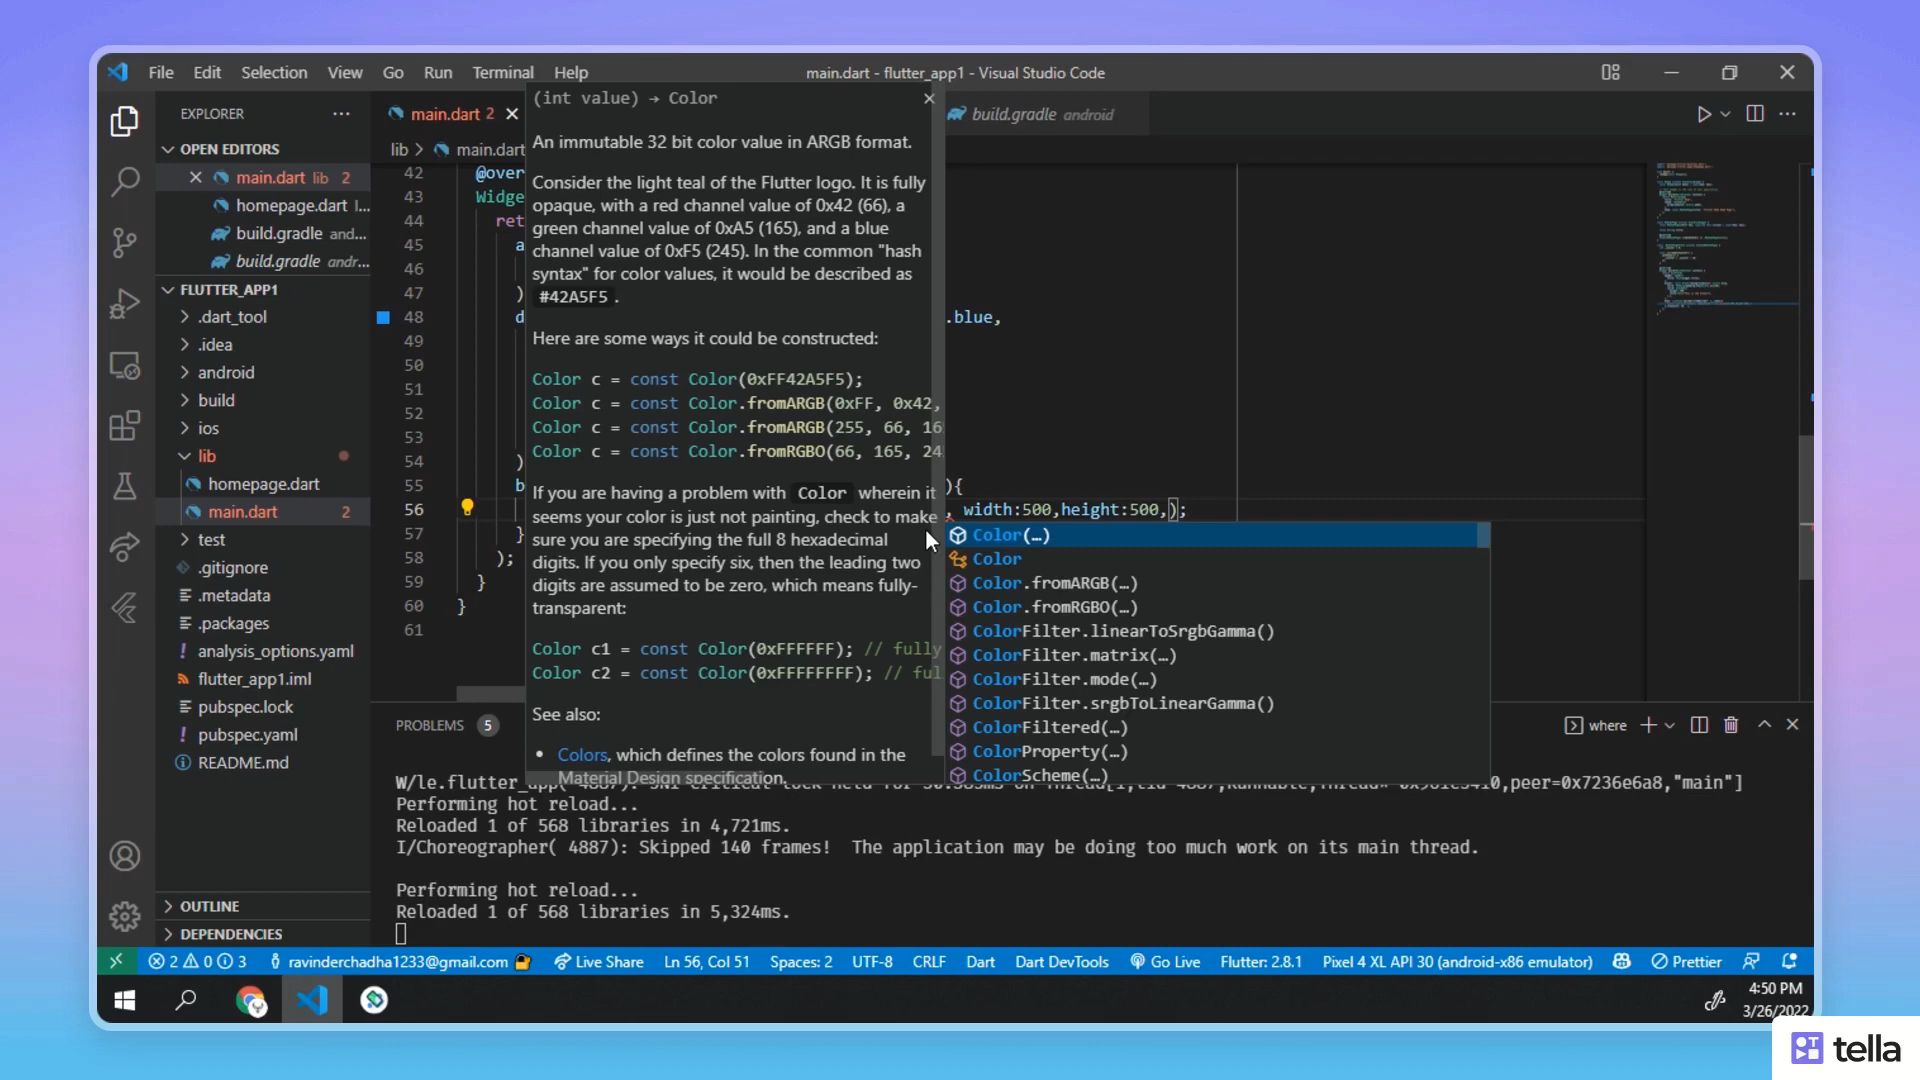 File Edit Selection View Go Run Terminal Help
main.dart - flutter_app1 - Visual Studio Code
EXPLORER
OPEN EDITORS
main.dart lib 2
homepage.dart l...
build.gradle and...
build.gradle andr...
FLUTTER_APP1
.dart_tool
.idea
android
build
ios
lib
homepage.dart
main.dart 2
test
.gitignore
.metadata
.packages
analysis_options.yaml
flutter_app1.iml
pubspec.lock
pubspec.yaml
README.md
OUTLINE
DEPENDENCIES
main.dart 2
build.gradle android
lib > main.dart
42 @over
43 Widge
44 ret
45 a
46
47 )
48 d .blue,
49
50
51
52
53
54 )
55 b ){
56 , width:500,height:500,);
57 }
58 );
59 }
60 }
61
(int value) → Color
An immutable 32 bit color value in ARGB format.
Consider the light teal of the Flutter logo. It is fully
opaque, with a red channel value of 0x42 (66), a
green channel value of 0xA5 (165), and a blue
channel value of 0xF5 (245). In the common "hash
syntax" for color values, it would be described as
#42A5F5 .
Here are some ways it could be constructed:
Color c = const Color(0xFF42A5F5);
Color c = const Color.fromARGB(0xFF, 0x42,
Color c = const Color.fromARGB(255, 66, 16
Color c = const Color.fromRGBO(66, 165, 24
If you are having a problem with Color wherein it
seems your color is just not painting, check to make
sure you are specifying the full 8 hexadecimal
digits. If you only specify six, then the leading two
digits are assumed to be zero, which means fully-
transparent:
Color c1 = const Color(0xFFFFFF); // fully
Color c2 = const Color(0xFFFFFFFF); // ful
See also:
• Colors, which defines the colors found in the
Material Design specification.
Color(…)
Color
Color.fromARGB(…)
Color.fromRGBO(…)
ColorFilter.linearToSrgbGamma()
ColorFilter.matrix(…)
ColorFilter.mode(…)
ColorFilter.srgbToLinearGamma()
ColorFiltered(…)
ColorProperty(…)
ColorScheme(…)
PROBLEMS 5
where
W/le.flutter_app( 4887):
0,peer=0x7236e6a8,"main"]
Performing hot reload...
Reloaded 1 of 568 libraries in 4,721ms.
I/Choreographer( 4887): Skipped 140 frames! The application may be doing too much work on its main thread.
Performing hot reload...
Reloaded 1 of 568 libraries in 5,324ms.
2 0 3 ravinderchadha1233@gmail.com Live Share Ln 56, Col 51 Spaces: 2 UTF-8 CRLF Dart Dart DevTools Go Live Flutter: 2.8.1 Pixel 4 XL API 30 (android-x86 emulator) Prettier
4:50 PM
3/26/2022
tella